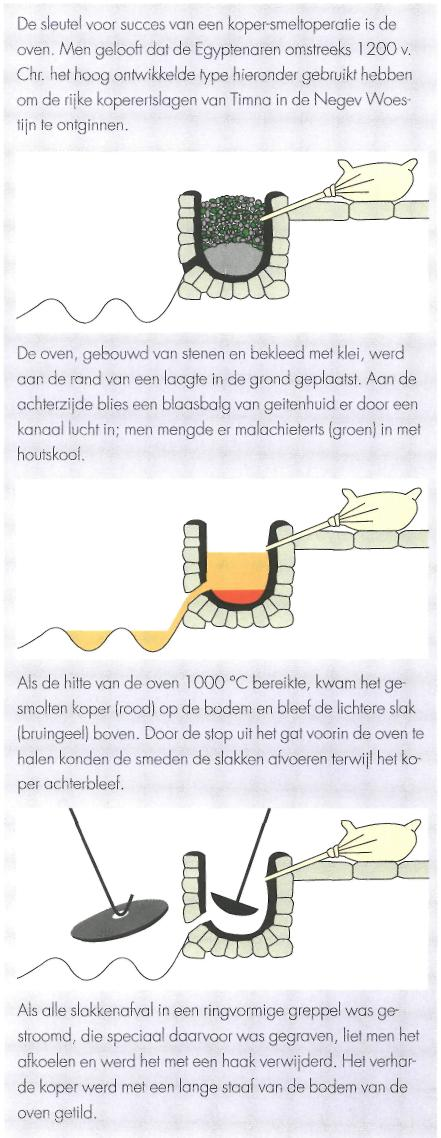 De sleutel voor succes van een koper-smeltoperatie is de
oven. Men gelooft dat de Egyptenaren omstreeks 1200 v.
Chr. het hoog ontwikkelde type hieronder gebruikt hebben
om de rijke koperertslagen van Timna in de Negev Woes-
tijn te ontginnen.
De oven, gebouwd van stenen en bekleed met klei, werd
aan de rand van een laagte in de grond geplaatst. Aan de
achterzijde blies een blaasbalg van geitenhuid er door een
kanaal lucht in; men mengde er malachieterts (groen) in met
houtskool.
Als de hitte van de oven 1000 °C bereikte, kwam het ge-
smolten koper (rood) op de bodem en bleef de lichtere slak
(bruingeel) boven. Door de stop uit het gat voorin de oven te
halen konden de smeden de slakken afvoeren terwijl het ko-
per achterbleef.
Als alle slakkenafval in een ringvormige greppel was ge-
stroomd, die speciaal daarvoor was gegraven, liet men het
afkoelen en werd het met een haak verwijderd. Het verhar-
de koper werd met een lange staaf van de bodem van de
oven getild.